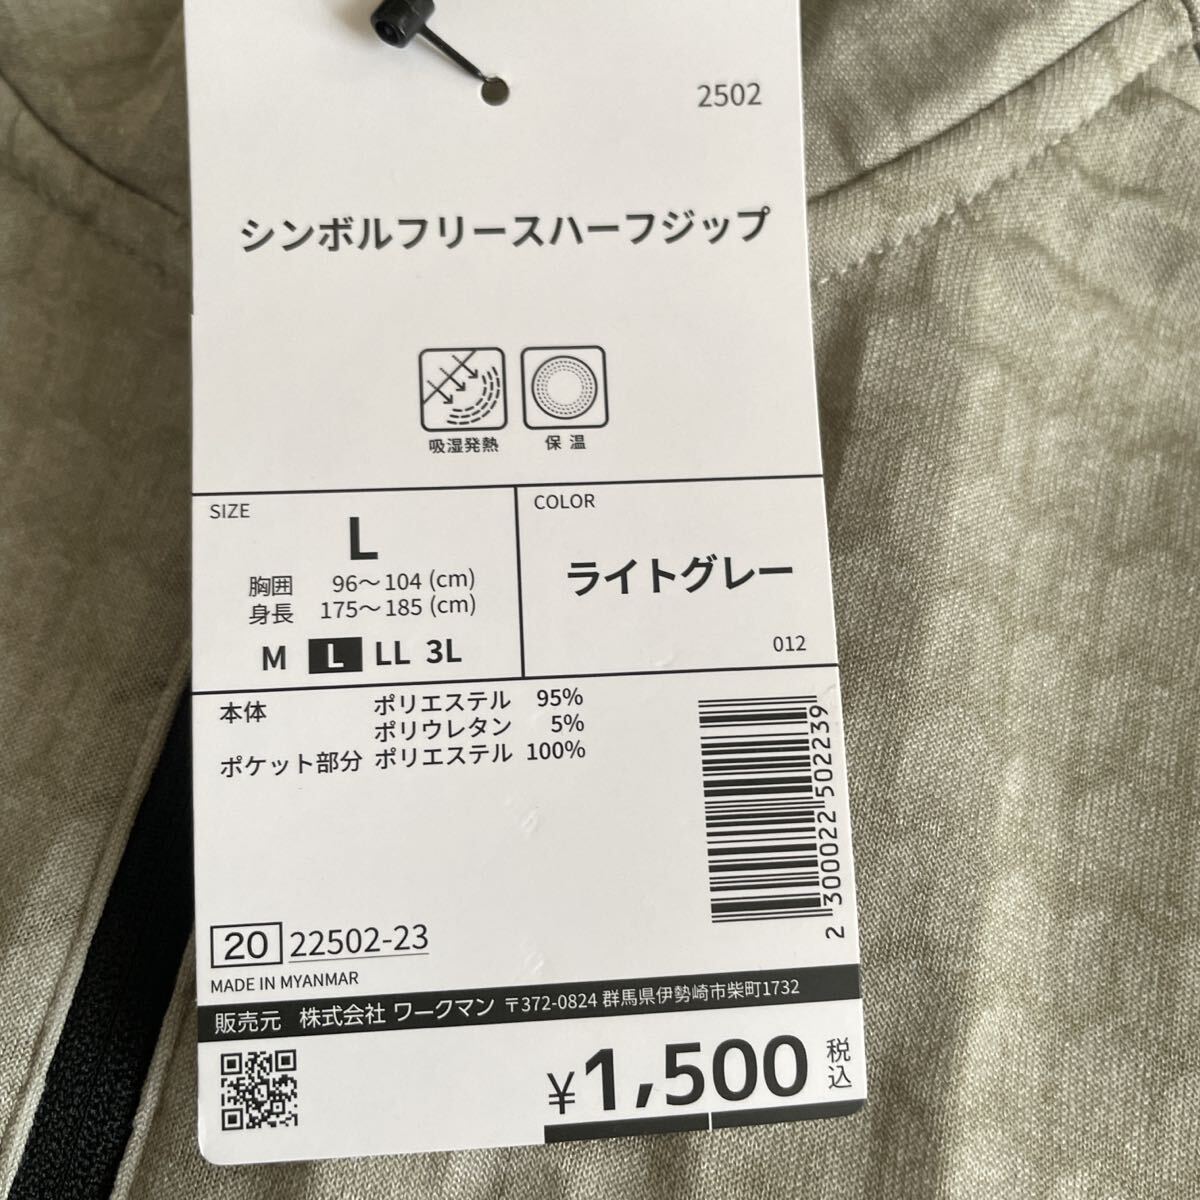 2502
シンボルフリースハーフジップ
吸湿発熱
保温
SIZE
L
胸囲 96〜104 (cm)
身長 175〜185 (cm)
M L LL 3L
COLOR
ライトグレー
012
本体 ポリエステル 95%
ポリウレタン 5%
ポケット部分 ポリエステル 100%
2 300022 502239
20 22502-23
MADE IN MYANMAR
販売元 株式会社 ワークマン 〒372-0824 群馬県伊勢崎市柴町1732
¥1,500 税込